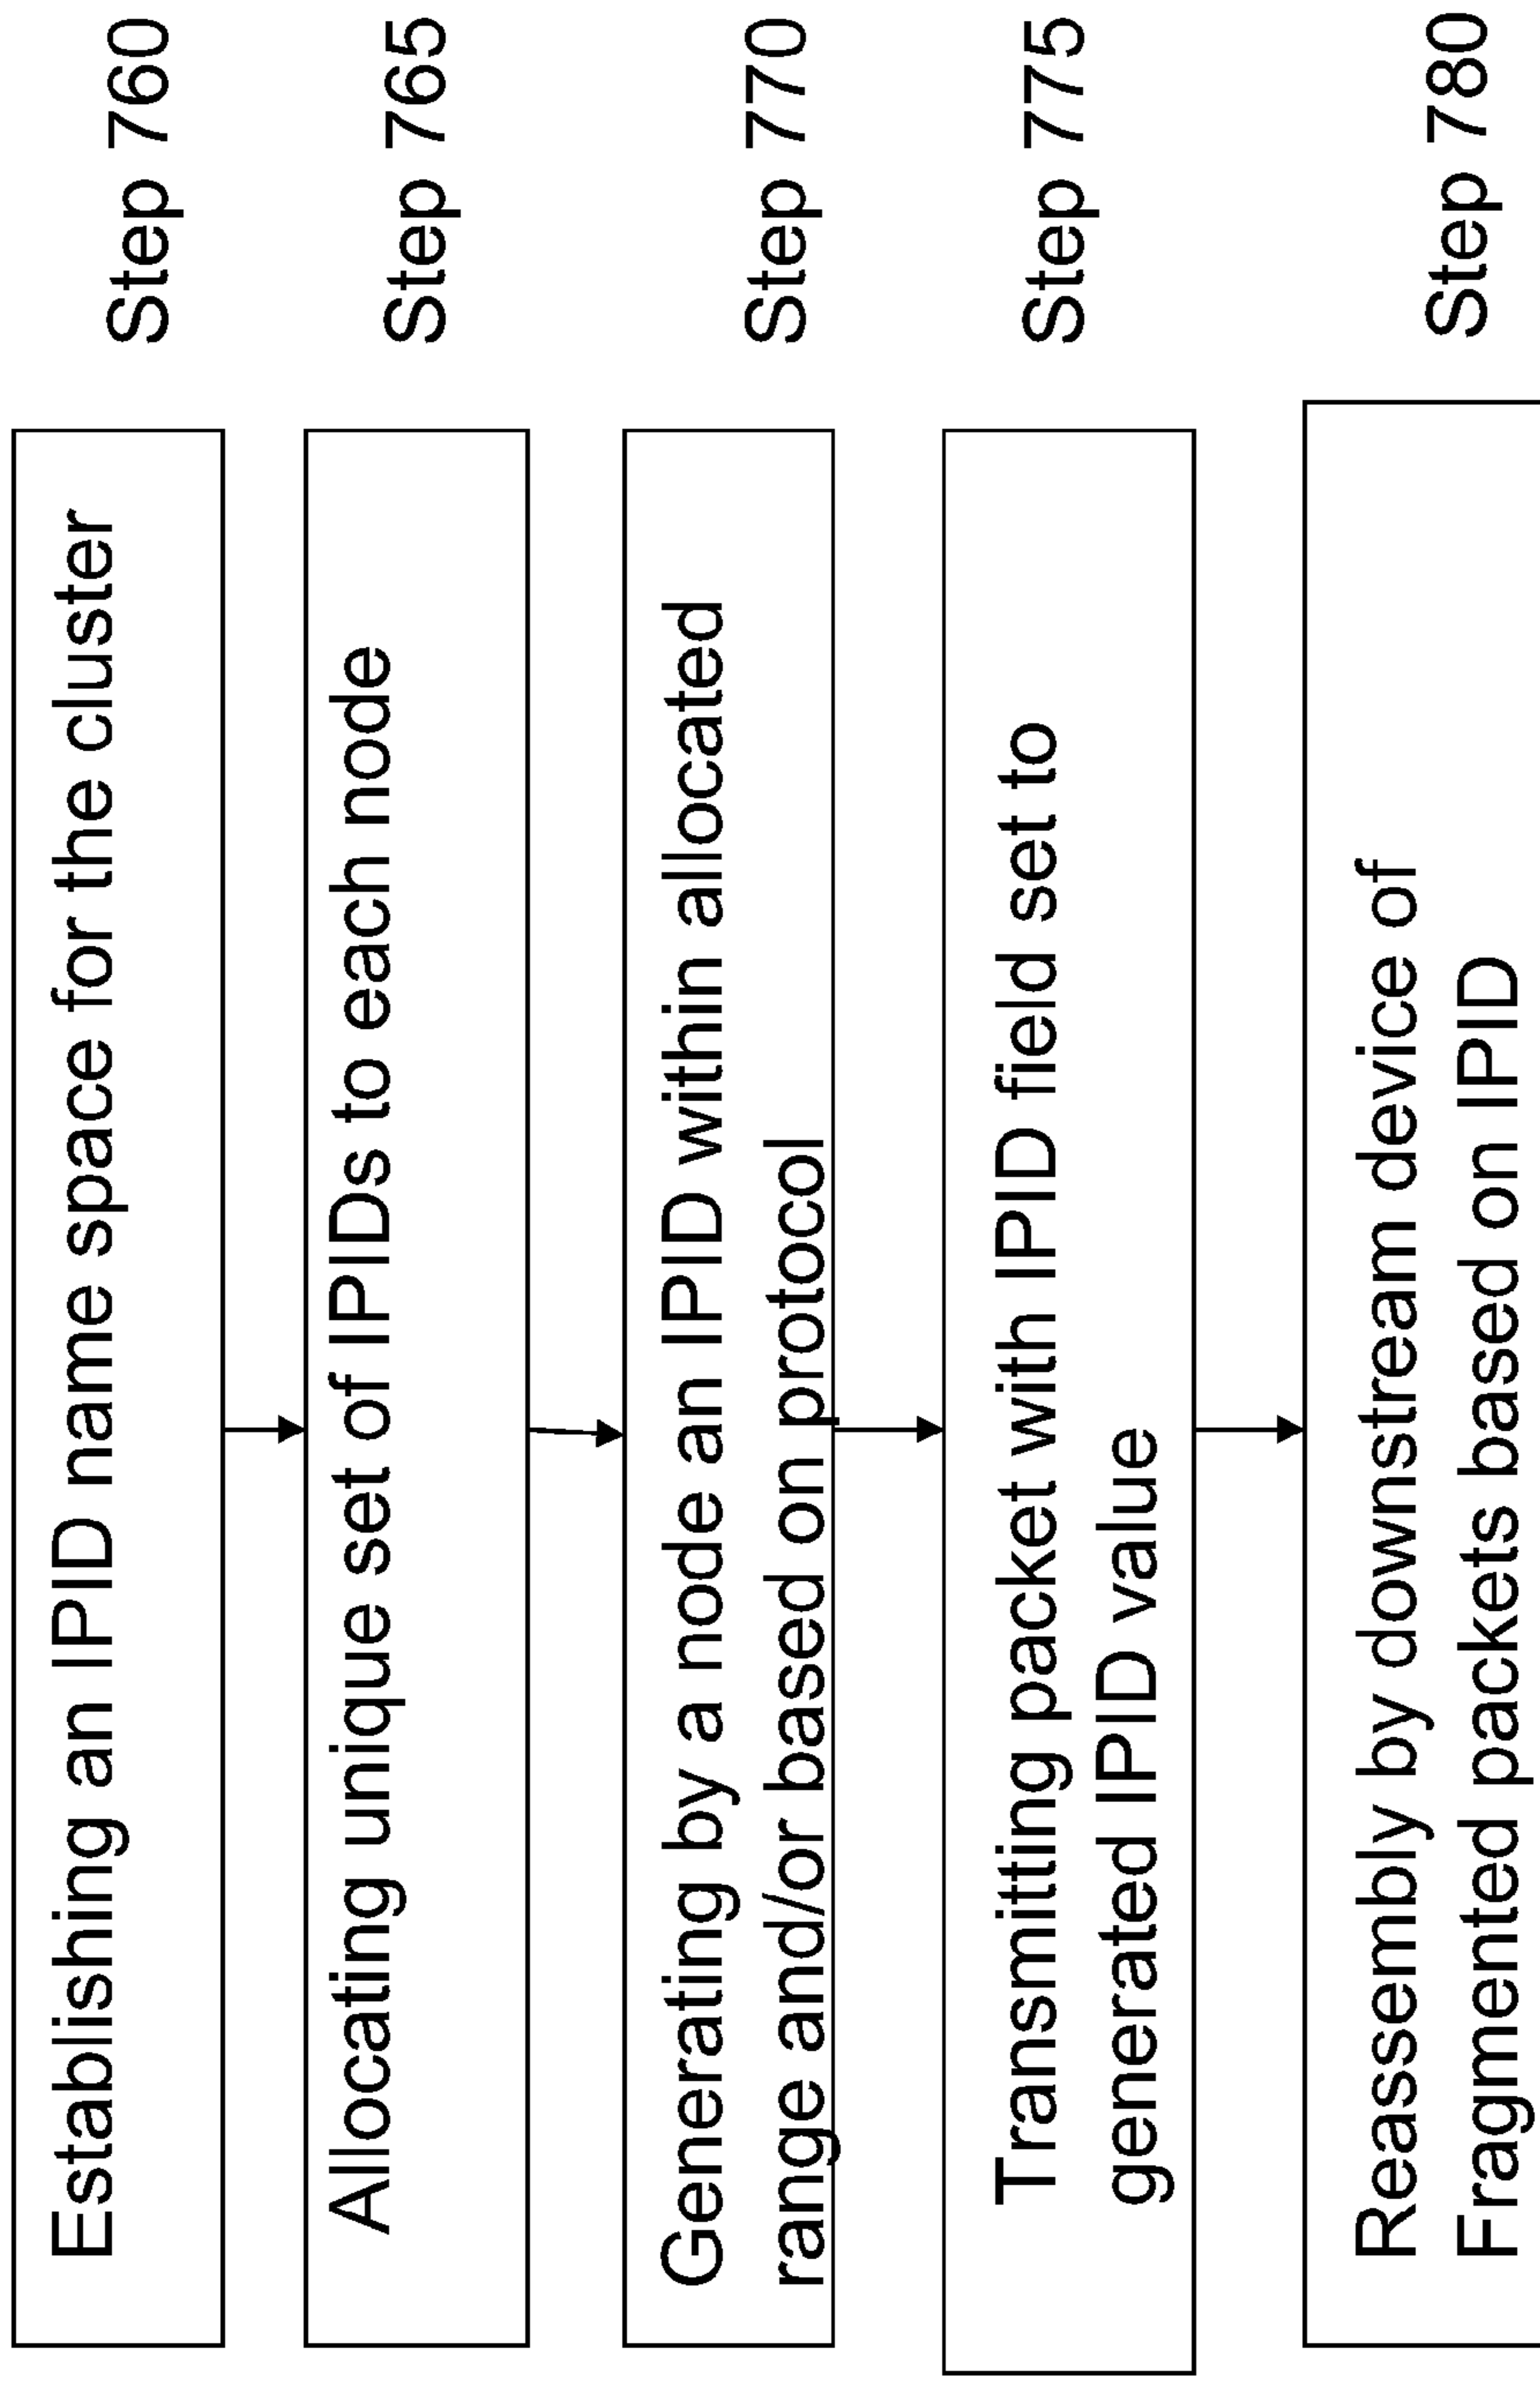 Establishing an IPID name space for the cluster
Step 760
Allocating unique set of IPIDs to each node
Step 765
Generating by a node an IPID within allocated
range and/or based on protocol
Step 770
Transmitting packet with IPID field set to
generated IPID value
Step 775
Reassembly by downstream device of
Fragmented packets based on IPID
Step 780